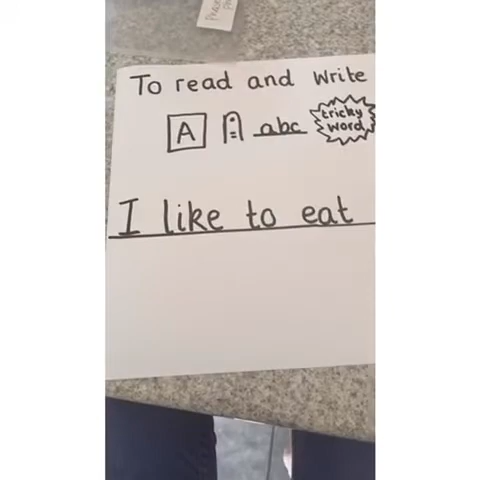 To read and Write
A abc tricky
word
I like to eat